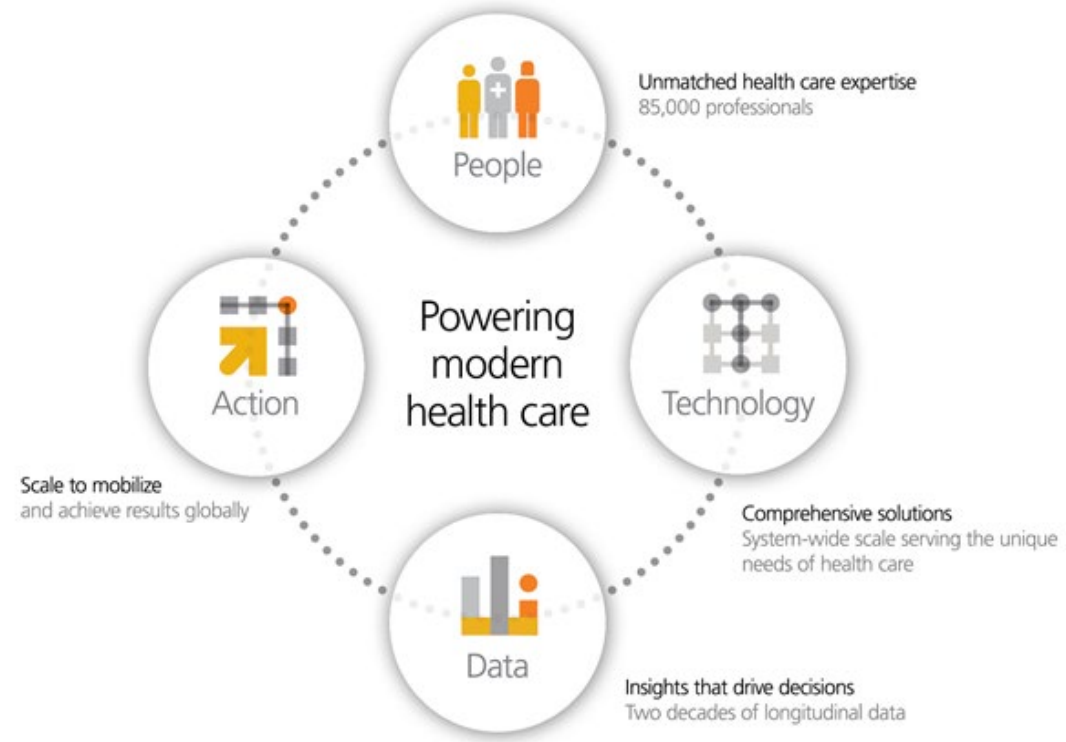 People
Unmatched health care expertise
85,000 professionals
Powering
modern
health care
Action
Technology
Scale to mobilize
and achieve results globally
Comprehensive solutions
System-wide scale serving the unique
needs of health care
Data
Insights that drive decisions
Two decades of longitudinal data